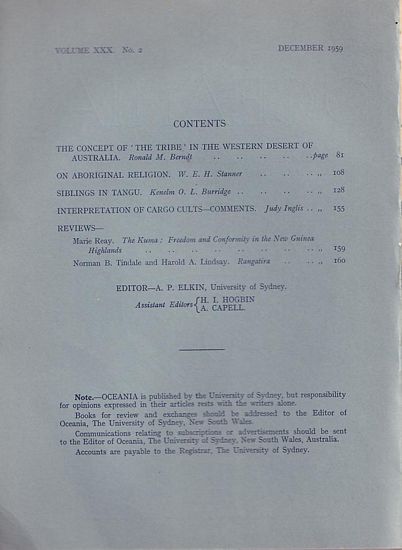 VOLUME XXX. No. 2 DECEMBER 1959
CONTENTS
THE CONCEPT OF 'THE TRIBE' IN THE WESTERN DESERT OF
AUSTRALIA. Ronald M. Berndt .. .. .. .. ..page 81
ON ABORIGINAL RELIGION. W. E. H. Stanner .. .. .. „ 108
SIBLINGS IN TANGU. Kenelm O. L. Burridge .. .. .. .. „ 128
INTERPRETATION OF CARGO CULTS—COMMENTS. Judy Inglis .. „ 155
REVIEWS—
Marie Reay. The Kuma: Freedom and Conformity in the New Guinea
Highlands .. .. .. .. .. .. .. .. „ 159
Norman B. Tindale and Harold A. Lindsay. Rangatira .. .. „ 160
EDITOR—A. P. ELKIN, University of Sydney.
Assistant Editors { H. I. HOGBIN
A. CAPELL.
Note.—OCEANIA is published by the University of Sydney, but responsibility
for opinions expressed in their articles rests with the writers alone.
Books for review and exchanges should be addressed to the Editor of
Oceania, The University of Sydney, New South Wales.
Communications relating to subscriptions or advertisements should be sent
to the Editor of Oceania, The University of Sydney, New South Wales, Australia.
Accounts are payable to the Registrar, The University of Sydney.